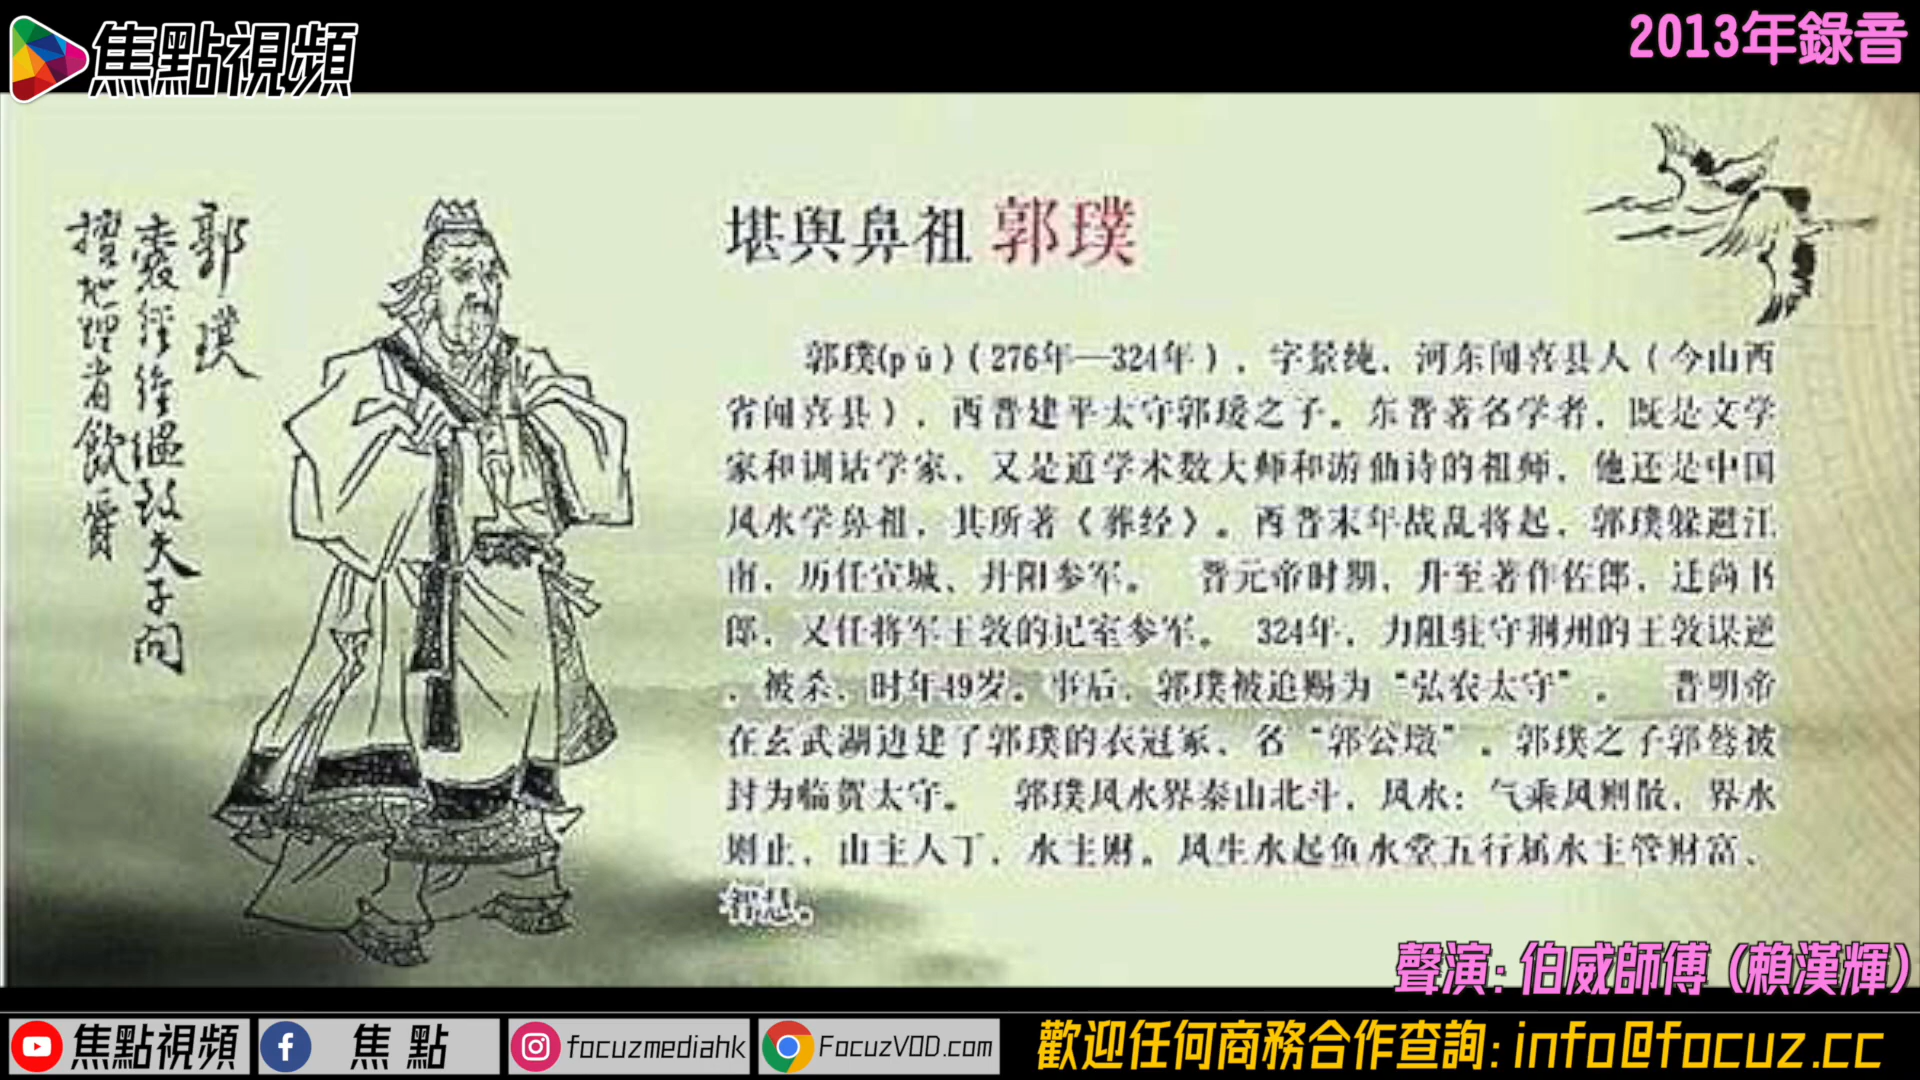 焦點視頻
2013年錄音
郭璞
擅地理省
堪舆鼻祖 郭璞
郭璞(pú)(276年—324年)，字景纯，河东闻喜县人（今山西
省闻喜县），西晋建平太守郭瑗之子。东晋著名学者，既是文学
家和训诂学家，又是道学术数大师和游仙诗的祖师，他还是中国
风水学鼻祖，其所著《葬经》。西晋末年战乱将起，郭璞躲避江
南，历任宣城、丹阳参军。 晋元帝时期，升至著作佐郎，迁尚书
郎，又任将军王敦的记室参军。 324年，力阻驻守荆州的王敦谋逆
，被杀，时年49岁。事后，郭璞被追赐为“弘农太守”。 晋明帝
在玄武湖边建了郭璞的衣冠冢，名“郭公墩”。郭璞之子郭骜被
封为临贺太守。 郭璞风水界泰山北斗，风水：气乘风则散，界水
则止，山主人丁，水主财。风生水起鱼水堂五行属水主管财富、
智慧。
聲演: 伯威師傅 (賴漢輝)
焦點視頻
焦 點
focuzmediahk
FocuzVOD.com
歡迎任何商務合作查詢: info@focuz.cc